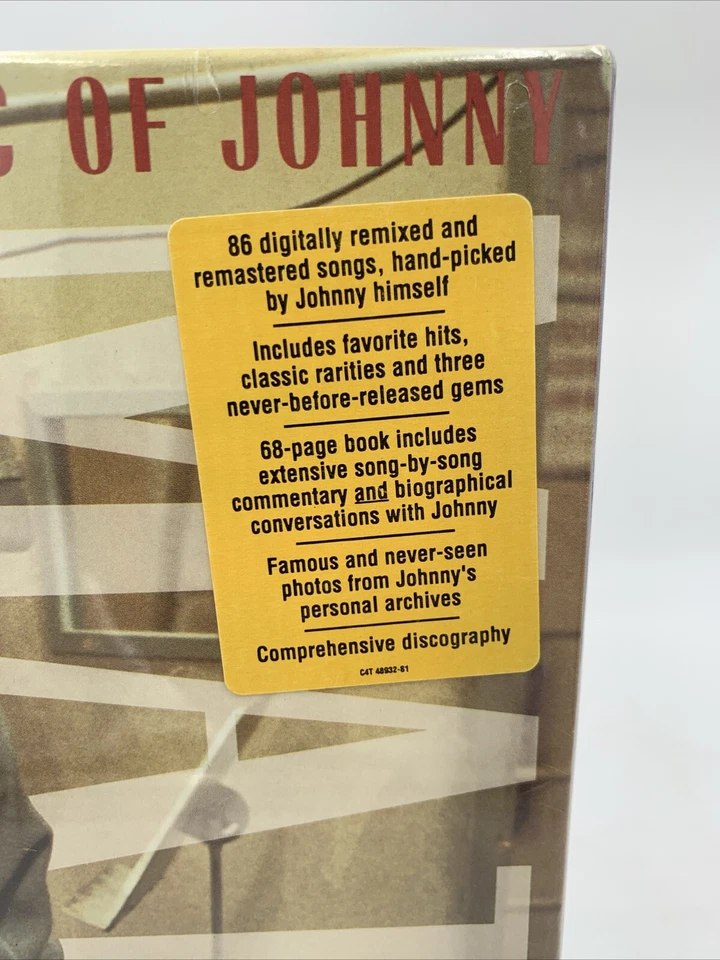 C OF JOHNNY
86 digitally remixed and
remastered songs, hand-picked
by Johnny himself
Includes favorite hits,
classic rarities and three
never-before-released gems
68-page book includes
extensive song-by-song
commentary and biographical
conversations with Johnny
Famous and never-seen
photos from Johnny's
personal archives
Comprehensive discography
C4T 48932-S1